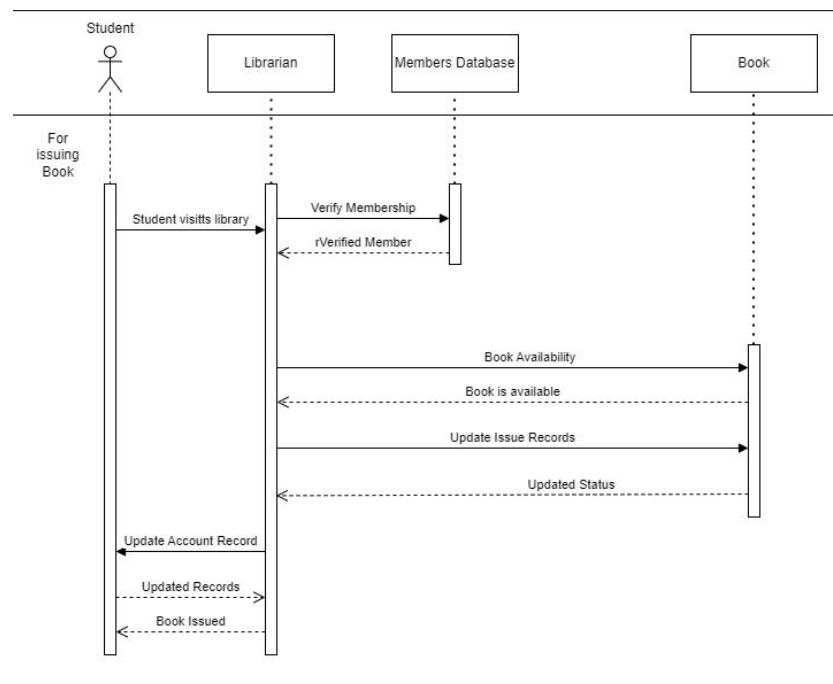 Student
Librarian
Members Database
Book
For
issuing
Book
Verify Membership
Student visitts library
rVerified Member
Book Availability
Book is available
Update Issue Records
Updated Status
Update Account Record
Updated Records
Book Issued